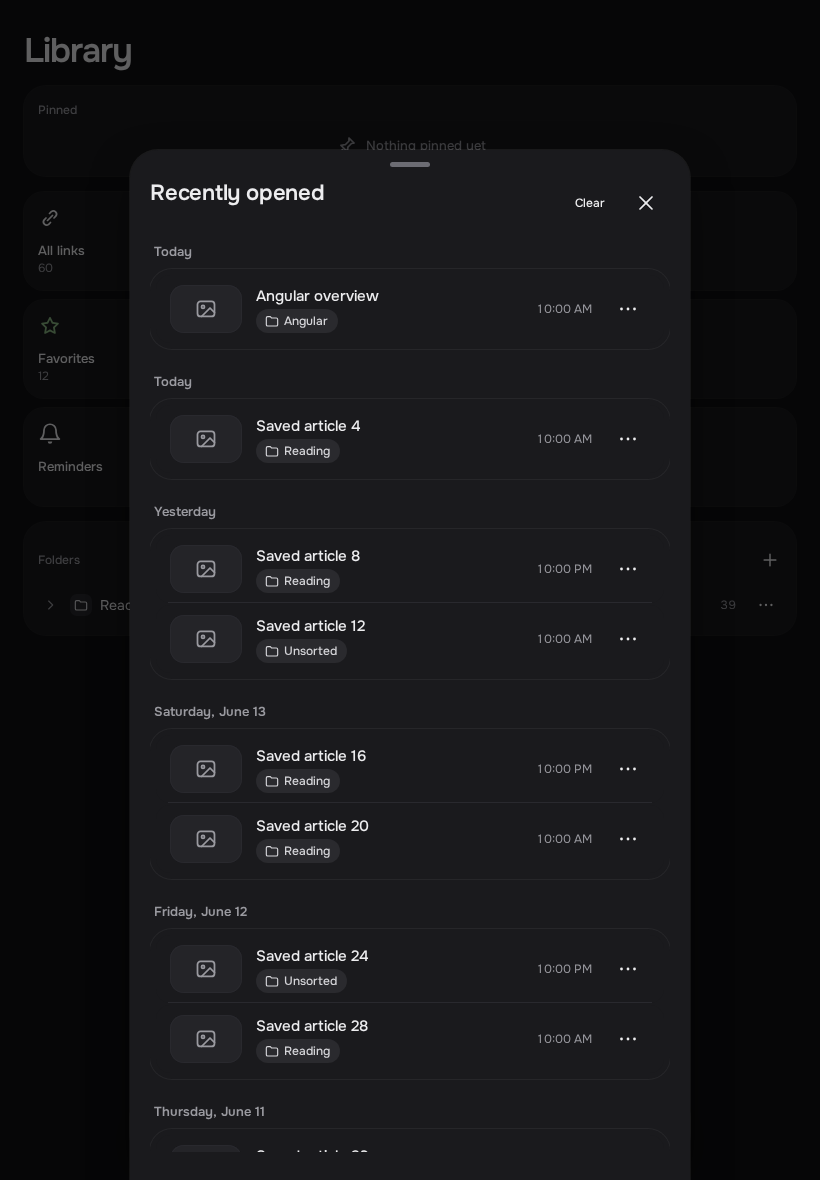 Library
Pinned
Nothing pinned yet
Recently opened
Clear
All links
60
Favorites
12
Reminders
Folders
39
Today
Angular overview
Angular
10:00 AM
Today
Saved article 4
Reading
10:00 AM
Yesterday
Saved article 8
Reading
10:00 PM
Saved article 12
Unsorted
10:00 AM
Saturday, June 13
Saved article 16
Reading
10:00 PM
Saved article 20
Reading
10:00 AM
Friday, June 12
Saved article 24
Unsorted
10:00 PM
Saved article 28
Reading
10:00 AM
Thursday, June 11